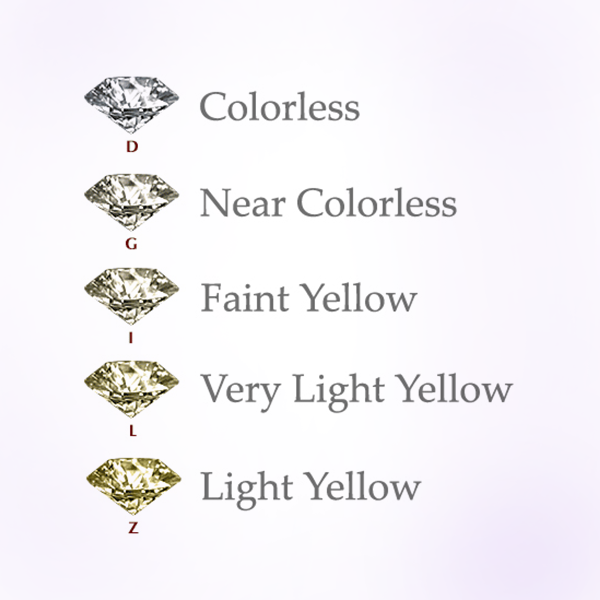 Colorless
D
Near Colorless
G
Faint Yellow
I
Very Light Yellow
L
Light Yellow
Z